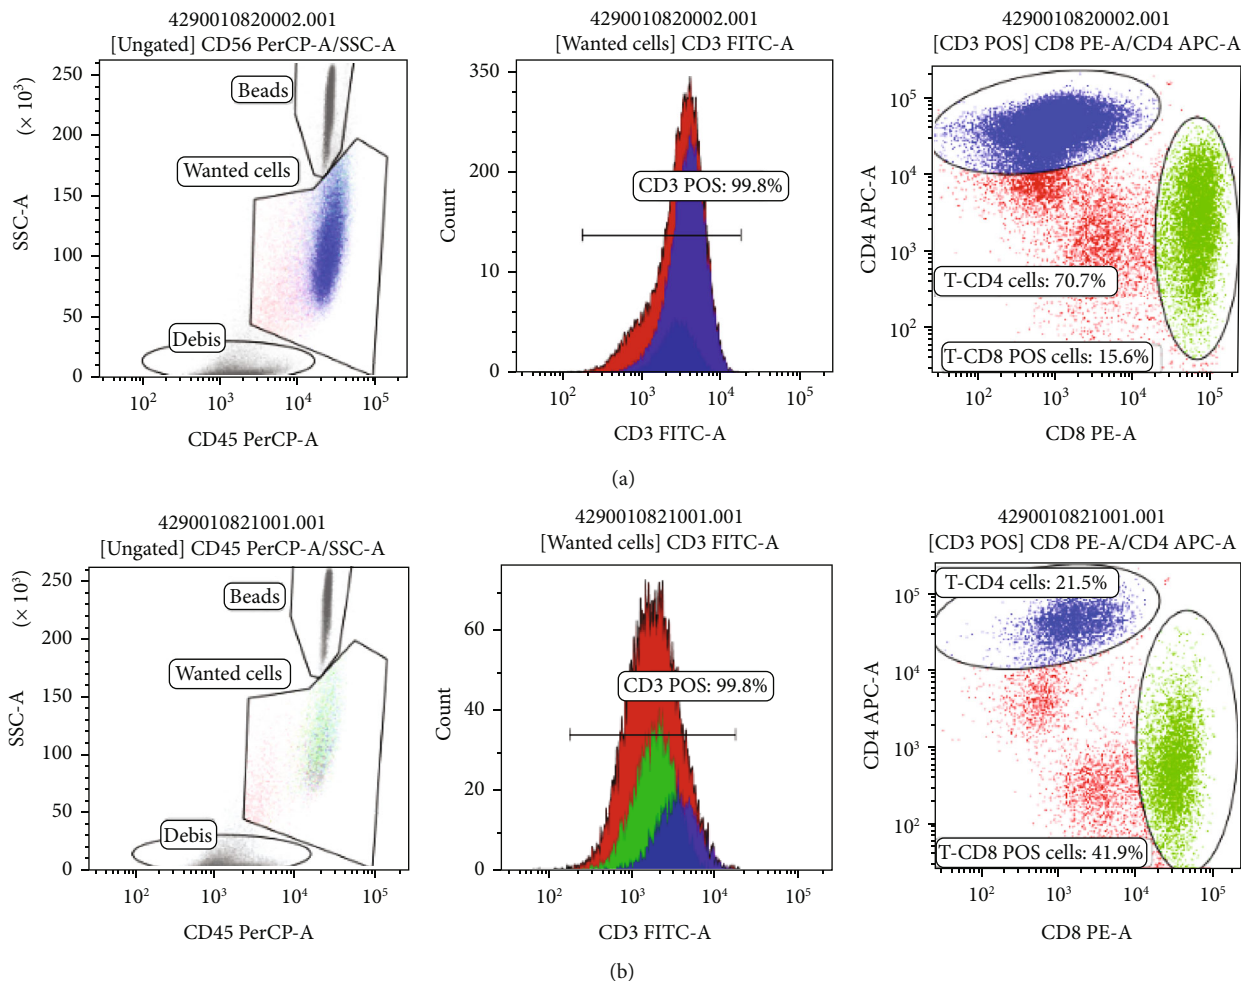 4290010820002.001
[Ungated] CD56 PerCP-A/SSC-A
(× 10³)
250
200
150
100
50
0
SSC-A
Beads
Wanted cells
Debis
10² 10³ 10⁴ 10⁵
CD45 PerCP-A
4290010820002.001
[Wanted cells] CD3 FITC-A
350
200
10
0
Count
CD3 POS: 99.8%
10² 10³ 10⁴ 10⁵
CD3 FITC-A
4290010820002.001
[CD3 POS] CD8 PE-A/CD4 APC-A
10⁵
10⁴
10³
10²
CD4 APC-A
T-CD4 cells: 70.7%
T-CD8 POS cells: 15.6%
10² 10³ 10⁴ 10⁵
CD8 PE-A
(a)
4290010821001.001
[Ungated] CD45 PerCP-A/SSC-A
(× 10³)
250
200
150
100
50
0
SSC-A
Beads
Wanted cells
Debis
10² 10³ 10⁴ 10⁵
CD45 PerCP-A
4290010821001.001
[Wanted cells] CD3 FITC-A
60
40
20
0
Count
CD3 POS: 99.8%
10² 10³ 10⁴ 10⁵
CD3 FITC-A
4290010821001.001
[CD3 POS] CD8 PE-A/CD4 APC-A
10⁵
10⁴
10³
10²
CD4 APC-A
T-CD4 cells: 21.5%
T-CD8 POS cells: 41.9%
10² 10³ 10⁴ 10⁵
CD8 PE-A
(b)